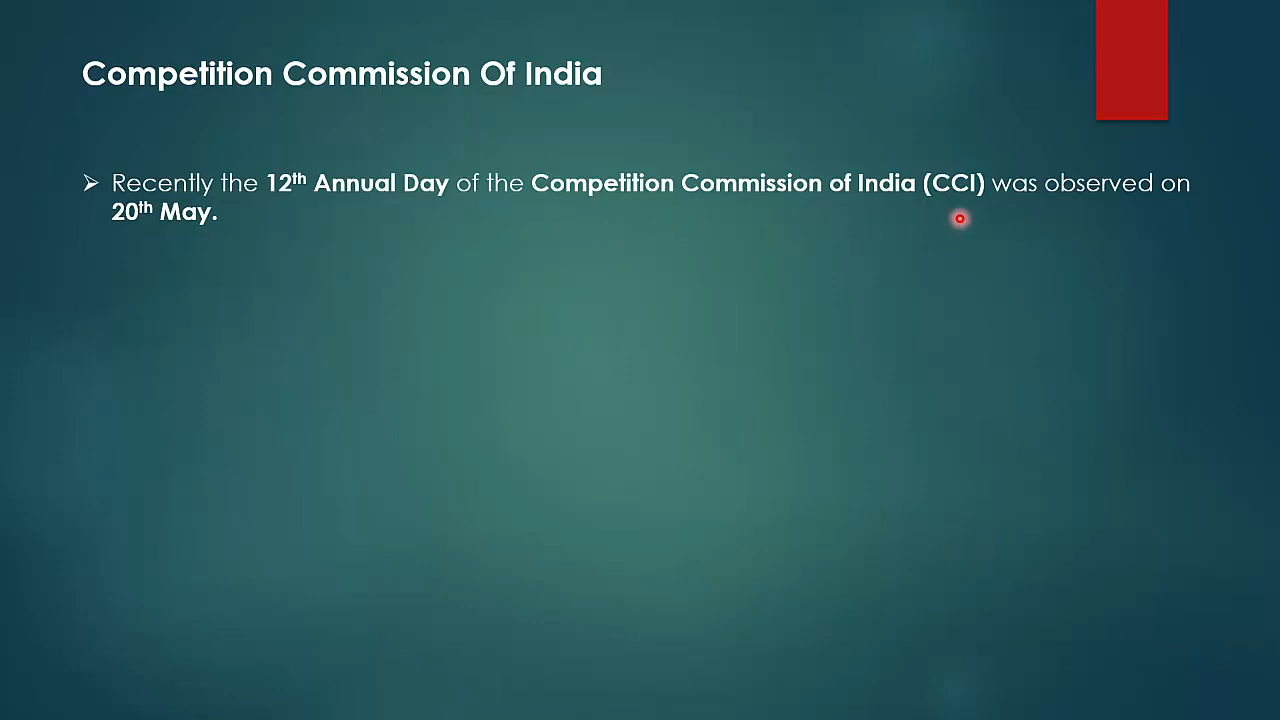 Competition Commission Of India
Recently the 12th Annual Day of the Competition Commission of India (CCI) was observed on
20th May.